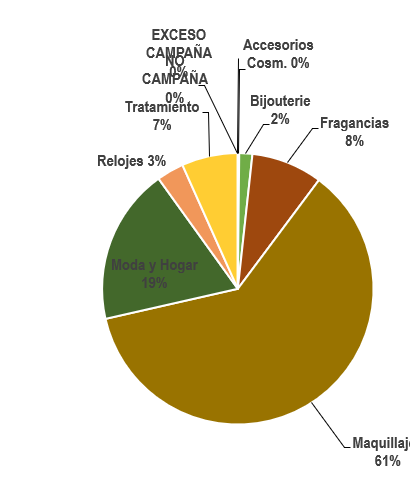 EXCESO
CAMPAÑA
0%
NO
CAMPAÑA
0%
Accesorios
Cosm. 0%
Bijouterie
2%
Fragancias
8%
Tratamiento
7%
Relojes 3%
Moda y Hogar
19%
Maquillaje
61%